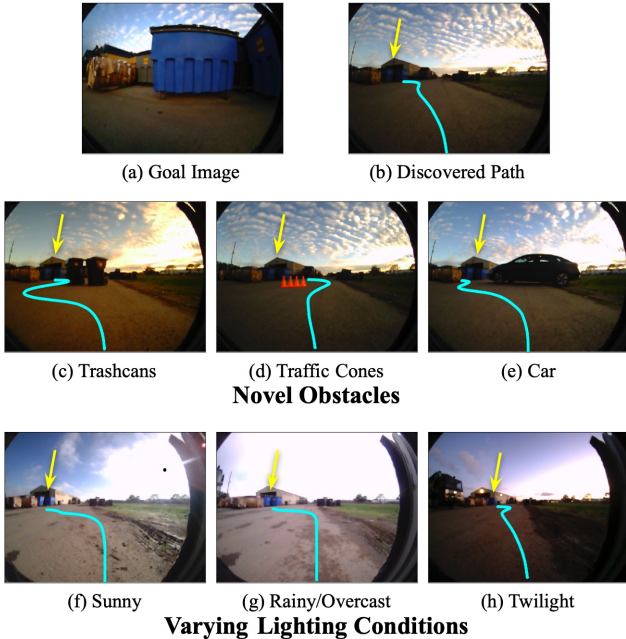 (a) Goal Image
(b) Discovered Path
(c) Trashcans
(d) Traffic Cones
(e) Car
Novel Obstacles
(f) Sunny
(g) Rainy/Overcast
(h) Twilight
Varying Lighting Conditions